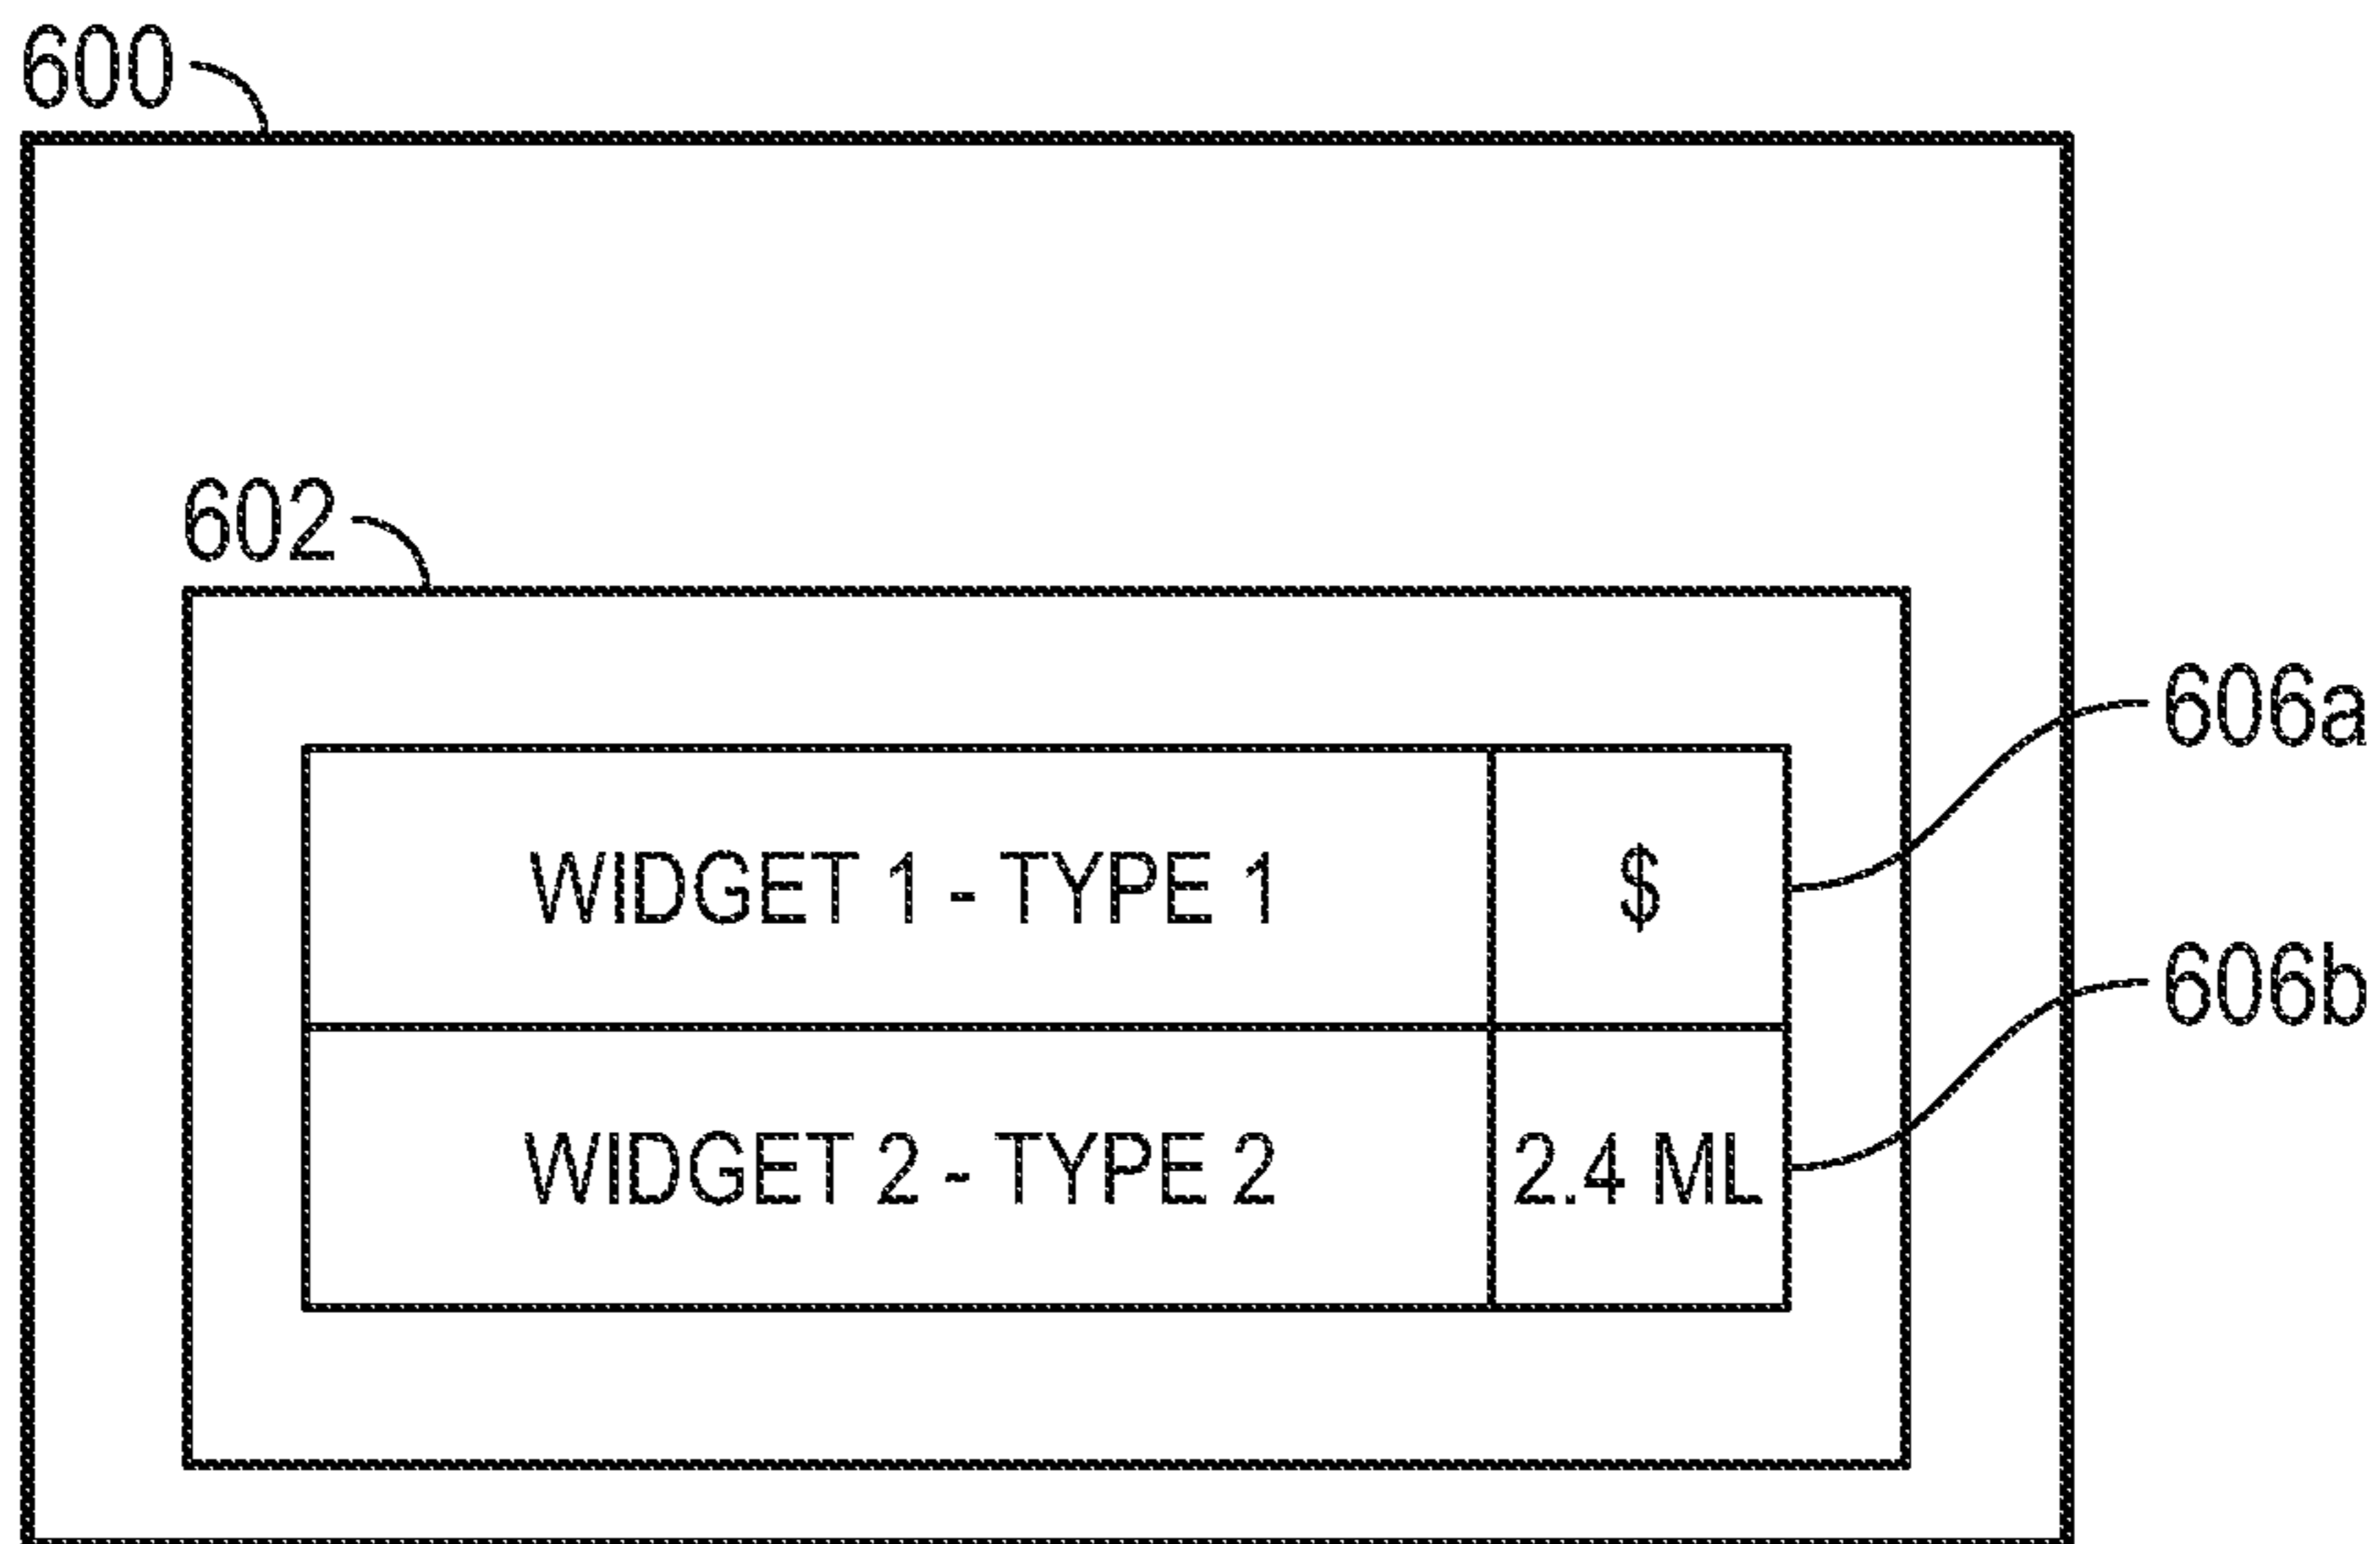 600
602
606a
WIDGET 1 - TYPE 1 $
606b
WIDGET 2 - TYPE 2 2.4 ML